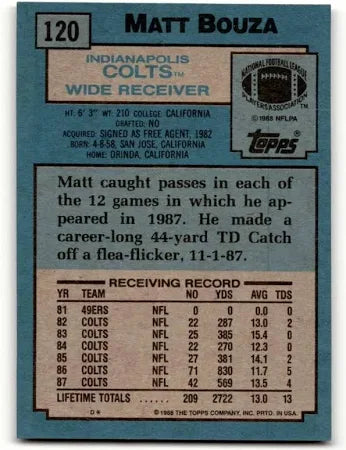 120
MATT BOUZA
INDIANAPOLIS
COLTS™
WIDE RECEIVER
NATIONAL FOOTBALL LEAGUE
PLAYERS ASSOCIATION
© 1988 NFLPA
Topps
HT: 6' 3" WT: 210 COLLEGE: CALIFORNIA
DRAFTED: NO
ACQUIRED: SIGNED AS FREE AGENT, 1982
BORN: 4-8-58, SAN JOSE, CALIFORNIA
HOME: ORINDA, CALIFORNIA
Matt caught passes in each of
the 12 games in which he ap-
peared in 1987. He made a
career-long 44-yard TD Catch
off a flea-flicker, 11-1-87.
RECEIVING RECORD
YR TEAM NO YDS AVG TDS
81 49ERS NFL 0 0 0.0 0
82 COLTS NFL 22 287 13.0 2
83 COLTS NFL 25 385 15.4 0
84 COLTS NFL 22 270 12.3 0
85 COLTS NFL 27 381 14.1 2
86 COLTS NFL 71 830 11.7 5
87 COLTS NFL 42 569 13.5 4
LIFETIME TOTALS ...... 209 2722 13.0 13
D* © 1988 THE TOPPS COMPANY, INC. PRTD. IN U.S.A.